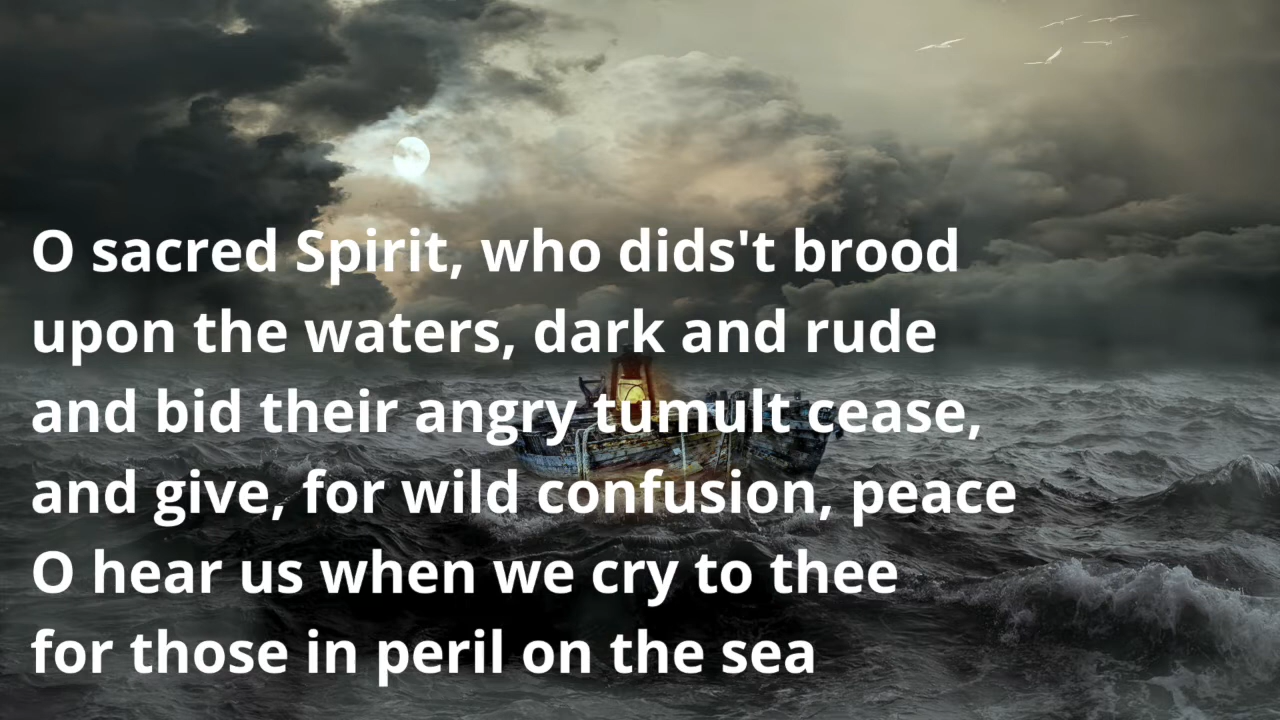 O sacred Spirit, who dids't brood
upon the waters, dark and rude
and bid their angry tumult cease,
and give, for wild confusion, peace
O hear us when we cry to thee
for those in peril on the sea